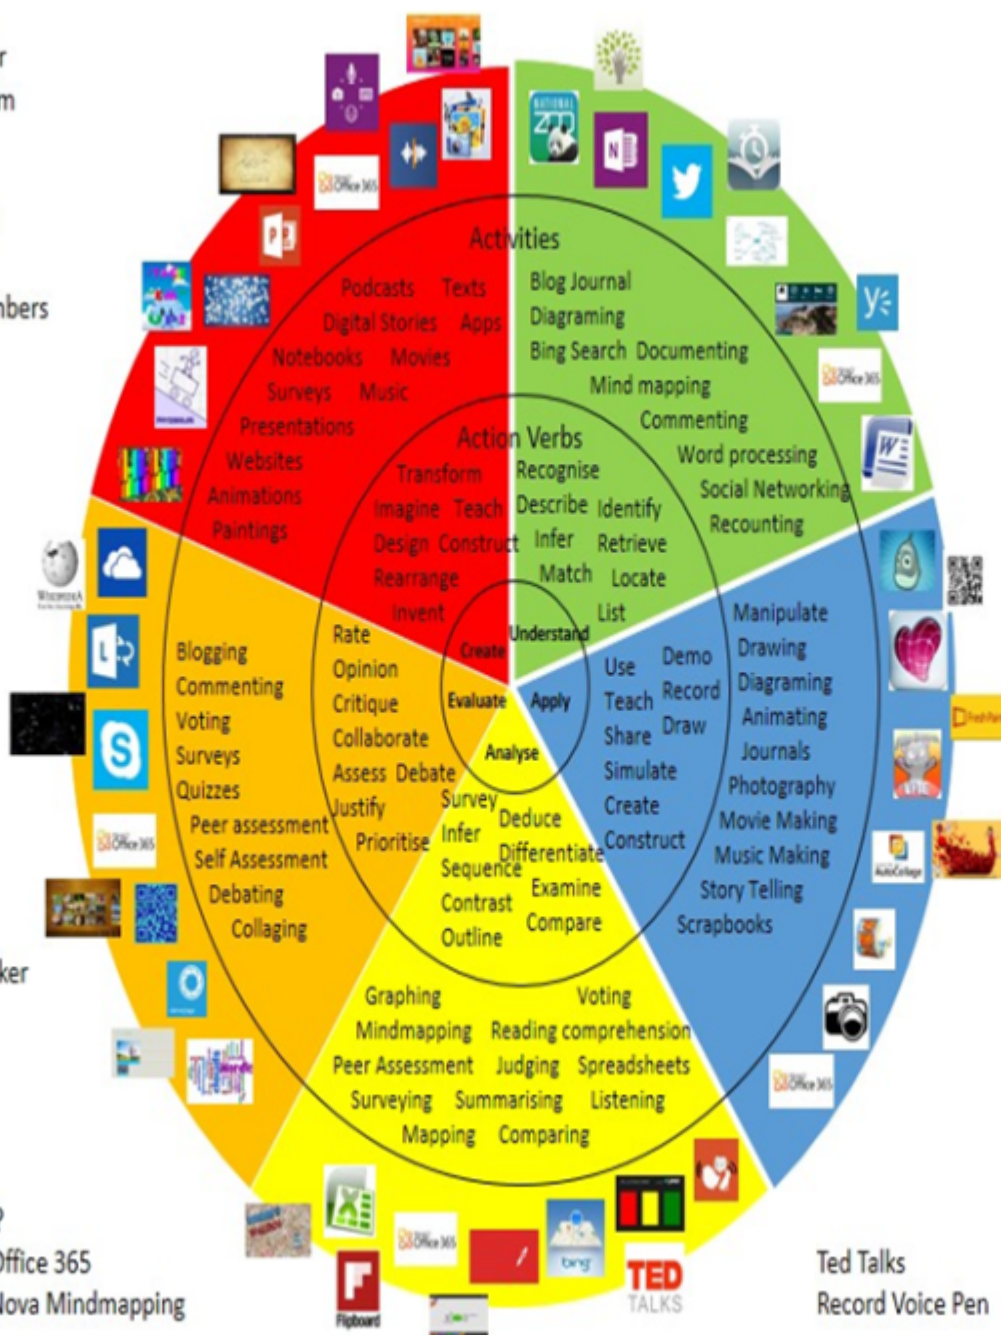 r
m
nbers
Activities
Podcasts Texts
Digital Stories Apps
Notebooks Movies
Surveys Music
Presentations
Websites
Animations
Paintings
Blog Journal
Diagraming
Bing Search Documenting
Mind mapping
Commenting
Word processing
Social Networking
Recounting
Action Verbs
Transform
Imagine Teach
Design Construct
Rearrange
Invent
Create
Recognise
Describe Identify
Infer Retrieve
Match Locate
List
Understand
Use Demo
Teach Record
Share Draw
Simulate
Create
Construct
Apply
Manipulate
Drawing
Diagraming
Animating
Journals
Photography
Movie Making
Music Making
Story Telling
Scrapbooks
Rate
Opinion
Critique
Collaborate
Assess Debate
Justify
Prioritise
Evaluate
Blogging
Commenting
Voting
Surveys
Quizzes
Peer assessment
Self Assessment
Debating
Collaging
Analyse
Survey
Deduce
Infer
Differentiate
Sequence
Examine
Contrast
Compare
Outline
Graphing Voting
Mindmapping Reading comprehension
Peer Assessment Judging Spreadsheets
Surveying Summarising Listening
Mapping Comparing
NATIONAL
ZOO
N
P
Office 365
y
Office 365
W
WIKIPEDIA
L
S
Office 365
AutoCollage
LITE
Office 365
Wordle
X
Office 365
bing
Flipboard
TED
TALKS
ker
Office 365
Nova Mindmapping
Ted Talks
Record Voice Pen